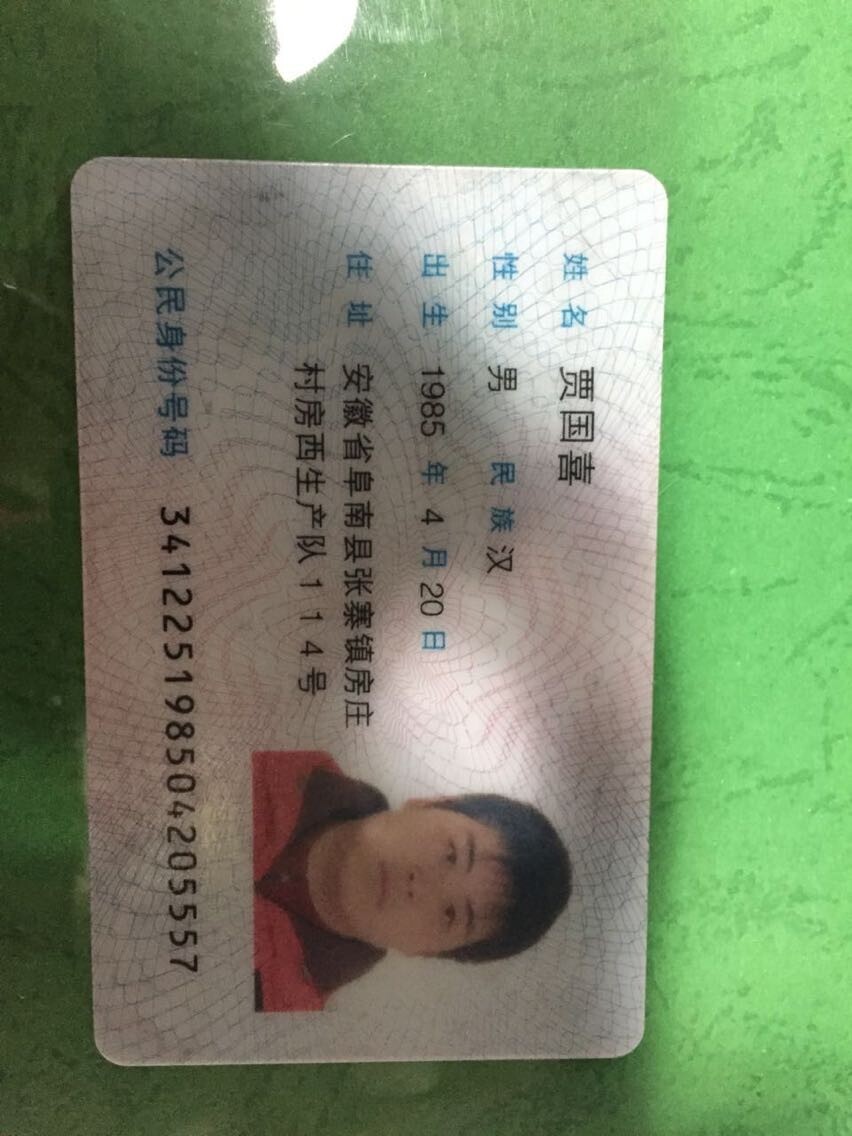 姓名 贾国喜
性别 男 民族 汉
出生 1985 年 4 月 20 日
住址 安徽省阜南县张寨镇房庄
村房西生产队114号
公民身份号码 341225198504205557